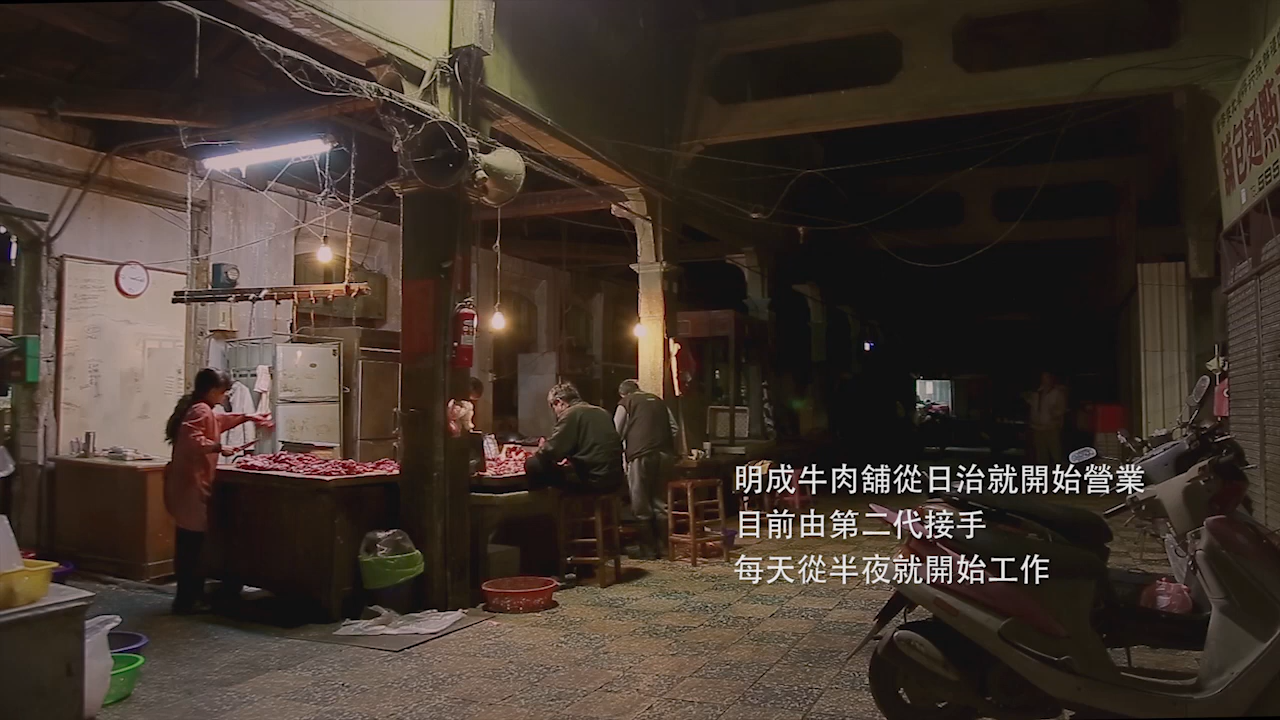 明成牛肉舖從日治就開始營業
目前由第二代接手
每天從半夜就開始工作